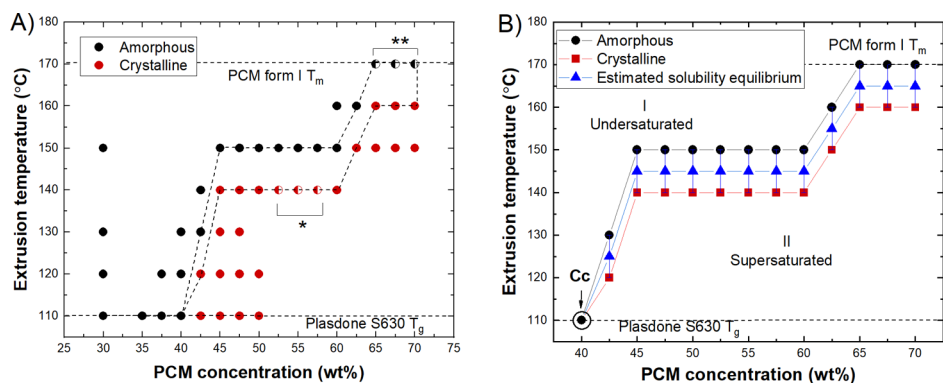 A)
Extrusion temperature (°C)
180
170
160
150
140
130
120
110
100
25 30 35 40 45 50 55 60 65 70 75
PCM concentration (wt%)
Amorphous
Crystalline
**
PCM form I Tm
*
Plasdone S630 Tg
B)
Extrusion temperature (°C)
180
170
160
150
140
130
120
110
100
40 45 50 55 60 65 70
PCM concentration (wt%)
Amorphous
Crystalline
Estimated solubility equilibrium
PCM form I Tm
I
Undersaturated
II
Supersaturated
Cc
Plasdone S630 Tg